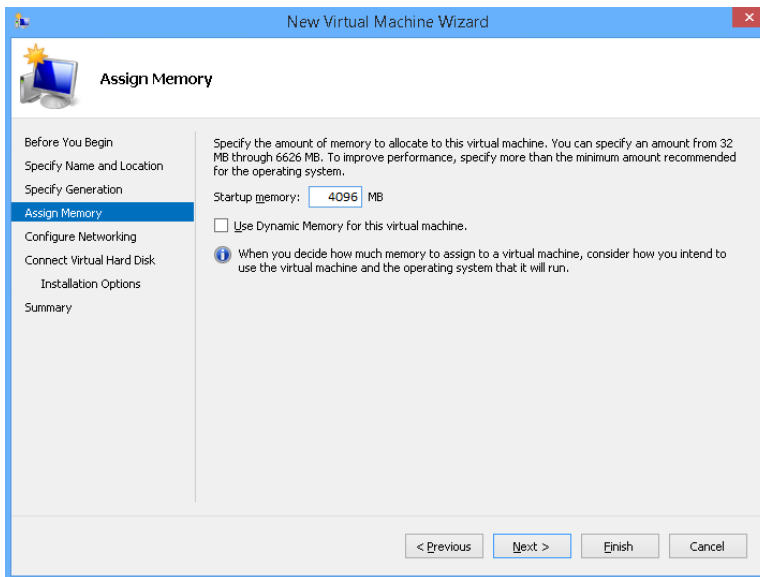 New Virtual Machine Wizard
Assign Memory
Before You Begin
Specify Name and Location
Specify Generation
Assign Memory
Configure Networking
Connect Virtual Hard Disk
Installation Options
Summary
Specify the amount of memory to allocate to this virtual machine. You can specify an amount from 32
MB through 6626 MB. To improve performance, specify more than the minimum amount recommended
for the operating system.
Startup memory: 4096 MB
Use Dynamic Memory for this virtual machine.
When you decide how much memory to assign to a virtual machine, consider how you intend to
use the virtual machine and the operating system that it will run.
< Previous Next > Finish Cancel